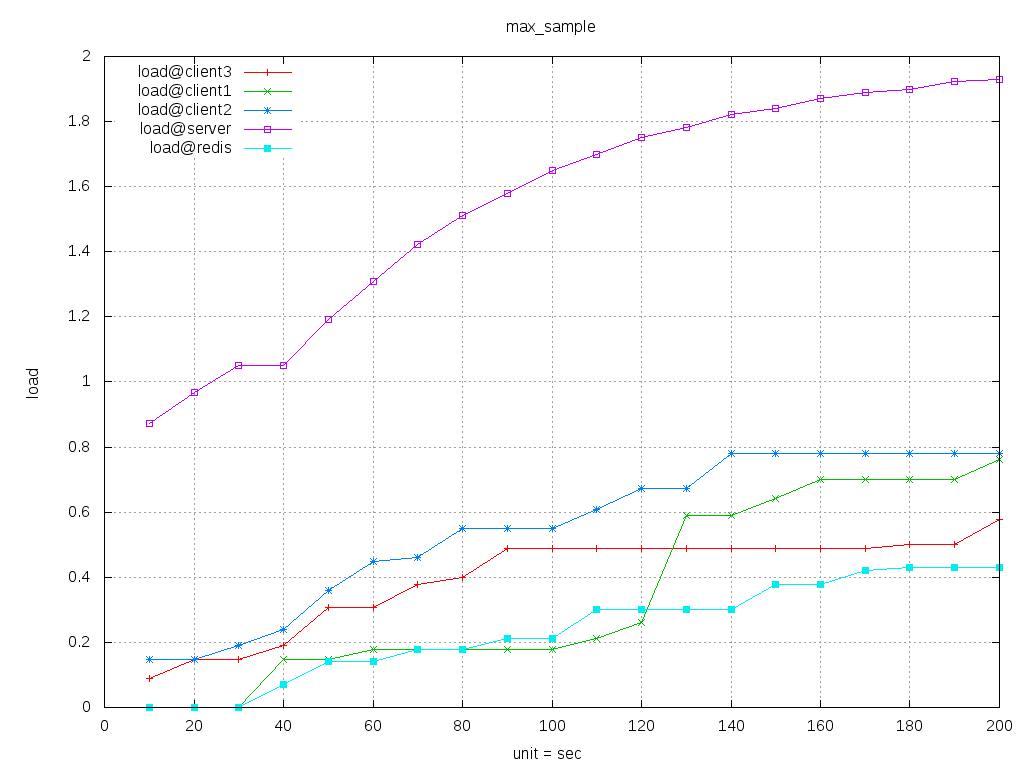 max_sample
load@client3
load@client1
load@client2
load@server
load@redis
2
1.8
1.6
1.4
1.2
1
0.8
0.6
0.4
0.2
0
load
0 20 40 60 80 100 120 140 160 180 200
unit = sec